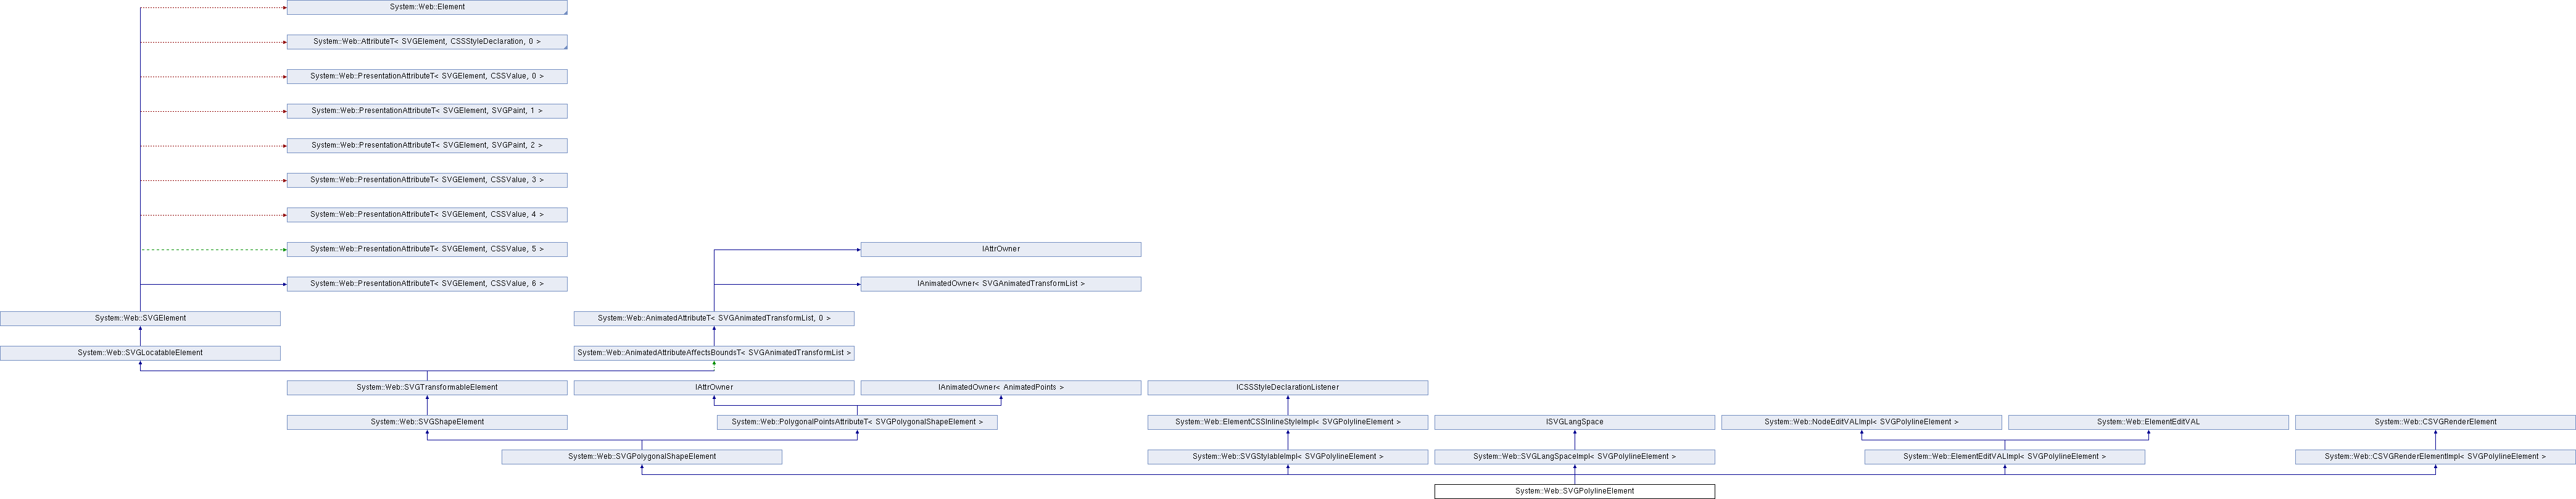 System::Web::Element
System::Web::AttributeT< SVGElement, CSSStyleDeclaration, 0 >
System::Web::PresentationAttributeT< SVGElement, CSSValue, 0 >
System::Web::PresentationAttributeT< SVGElement, SVGPaint, 1 >
System::Web::PresentationAttributeT< SVGElement, SVGPaint, 2 >
System::Web::PresentationAttributeT< SVGElement, CSSValue, 3 >
System::Web::PresentationAttributeT< SVGElement, CSSValue, 4 >
System::Web::PresentationAttributeT< SVGElement, CSSValue, 5 >
IAttrOwner
System::Web::PresentationAttributeT< SVGElement, CSSValue, 6 >
IAnimatedOwner< SVGAnimatedTransformList >
System::Web::SVGElement
System::Web::AnimatedAttributeT< SVGAnimatedTransformList, 0 >
System::Web::SVGLocatableElement
System::Web::AnimatedAttributeAffectsBoundsT< SVGAnimatedTransformList >
System::Web::SVGTransformableElement
IAttrOwner
IAnimatedOwner< AnimatedPoints >
ICSSStyleDeclarationListener
System::Web::SVGShapeElement
System::Web::PolygonalPointsAttributeT< SVGPolygonalShapeElement >
System::Web::ElementCSSInlineStyleImpl< SVGPolylineElement >
ISVGLangSpace
System::Web::NodeEditVALImpl< SVGPolylineElement >
System::Web::ElementEditVAL
System::Web::CSVGRenderElement
System::Web::SVGPolygonalShapeElement
System::Web::SVGStylableImpl< SVGPolylineElement >
System::Web::SVGLangSpaceImpl< SVGPolylineElement >
System::Web::ElementEditVALImpl< SVGPolylineElement >
System::Web::CSVGRenderElementImpl< SVGPolylineElement >
System::Web::SVGPolylineElement